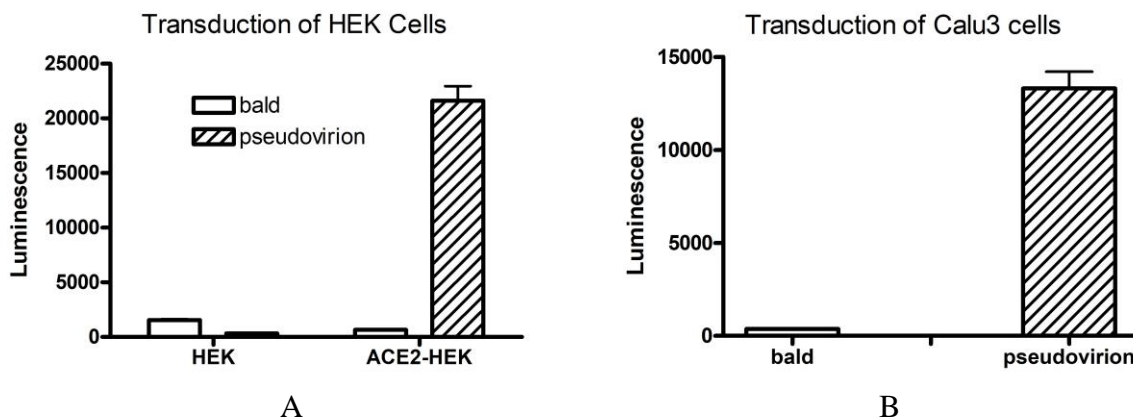 Transduction of HEK Cells
25000
20000
15000
10000
5000
0
Luminescence
bald
pseudovirion
HEK
ACE2-HEK
A
Transduction of Calu3 cells
15000
10000
5000
0
Luminescence
bald
pseudovirion
B